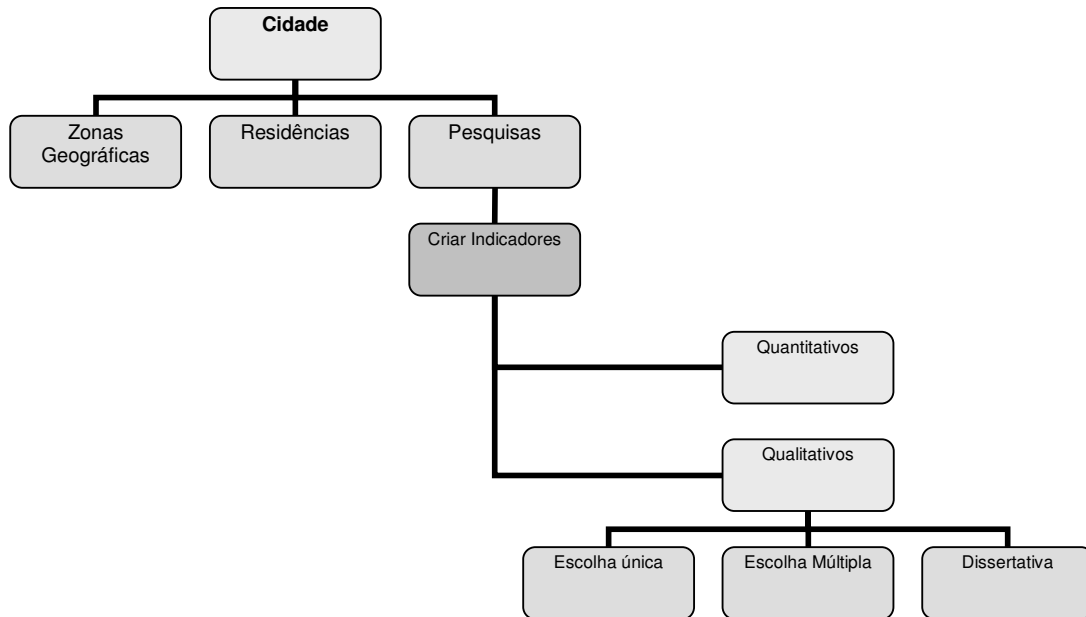 Cidade
Zonas
Geográficas
Residências
Pesquisas
Criar Indicadores
Quantitativos
Qualitativos
Escolha única
Escolha Múltipla
Dissertativa